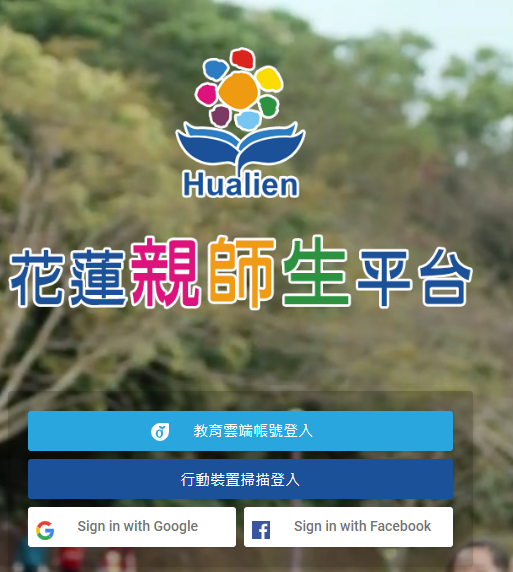 Hualien
花蓮親師生平台
教育雲端帳號登入
行動裝置掃描登入
Sign in with Google
Sign in with Facebook